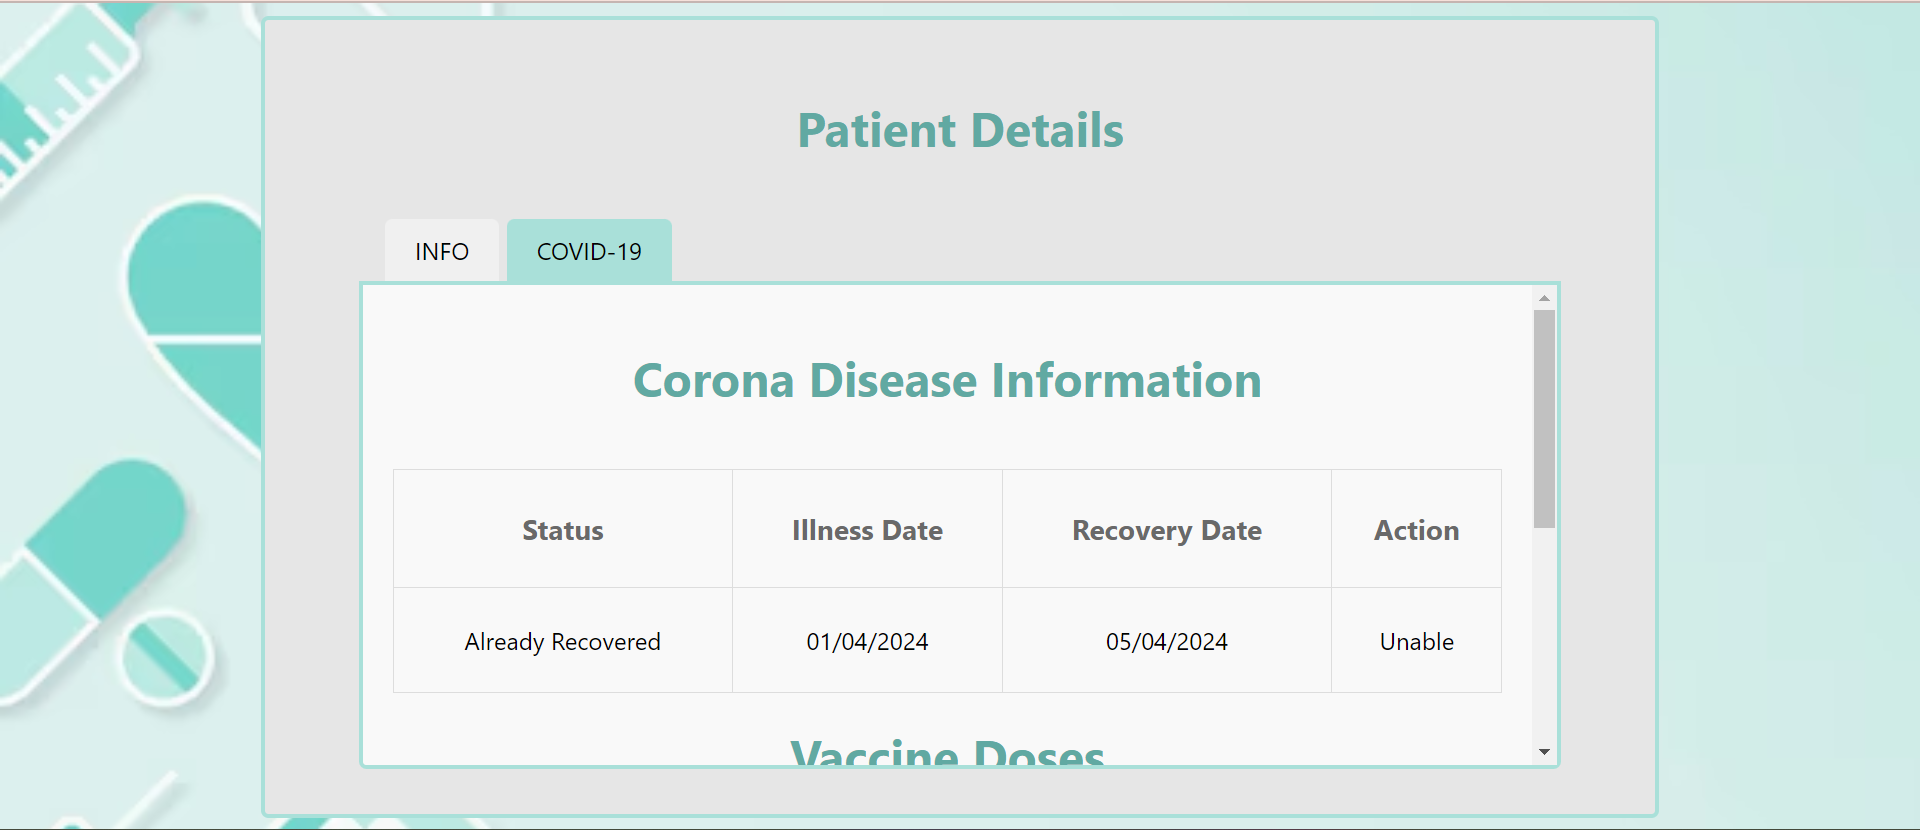 Patient Details
INFO COVID-19
Corona Disease Information
Status Illness Date Recovery Date Action
Already Recovered 01/04/2024 05/04/2024 Unable
Vaccine Doses